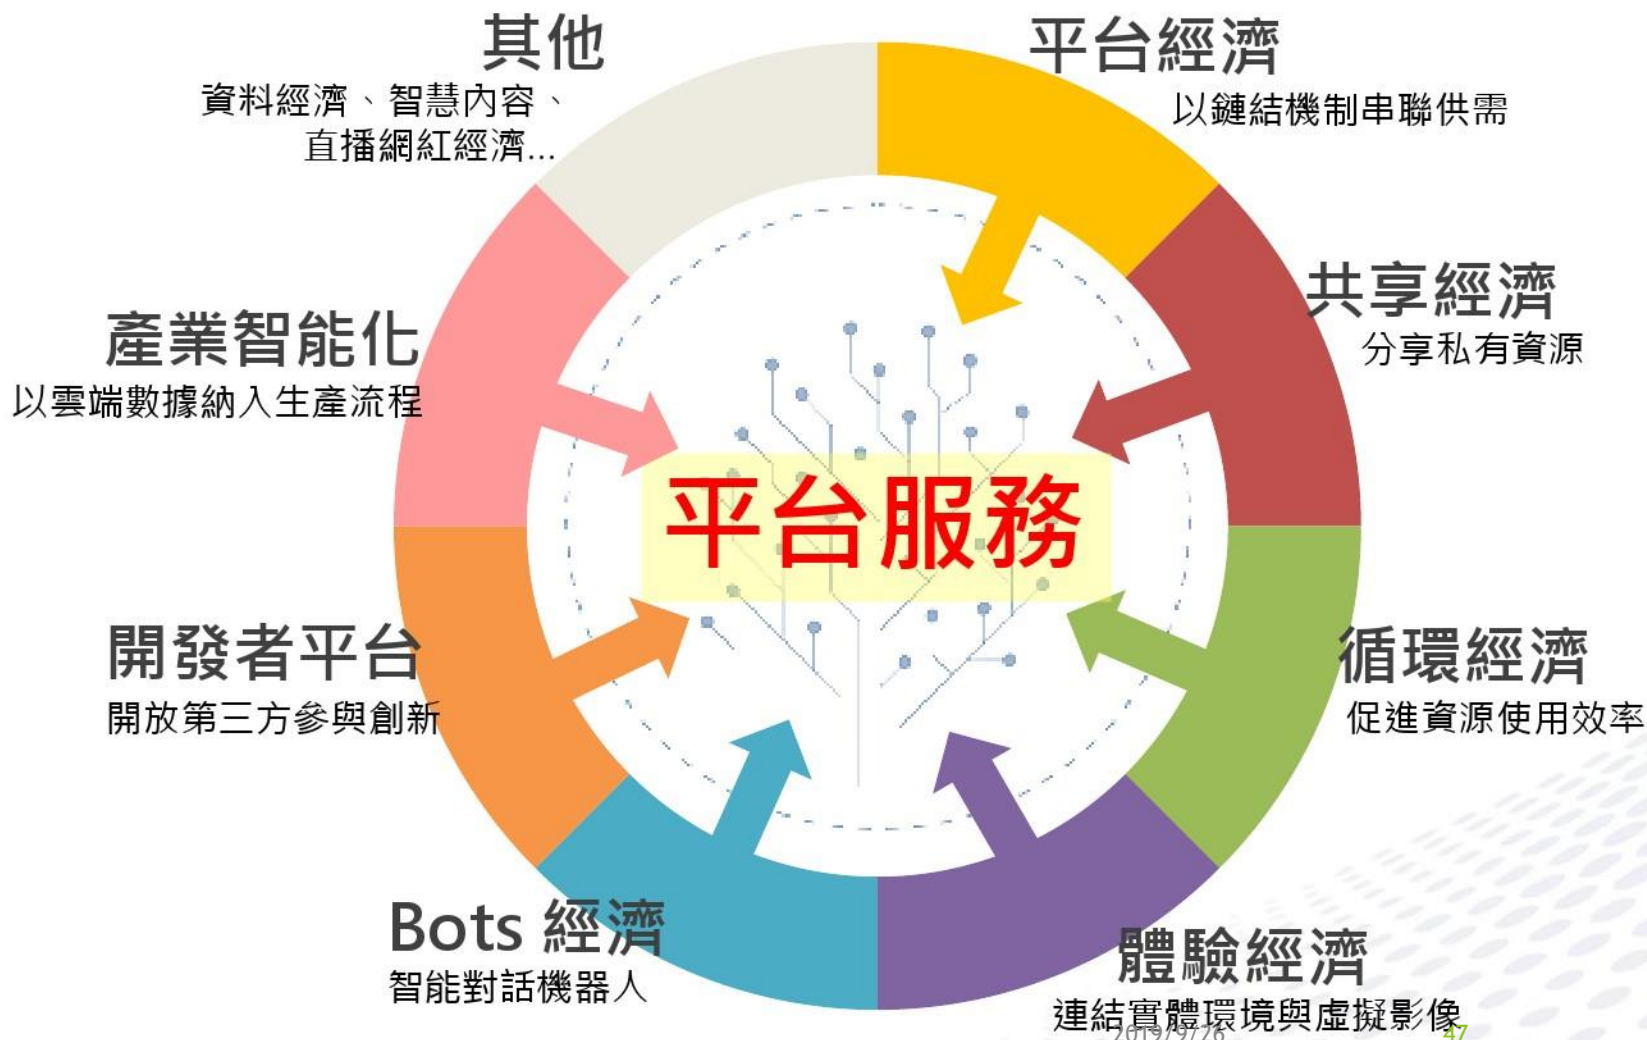 其他
資料經濟、智慧內容、
直播網紅經濟...
平台經濟
以鏈結機制串聯供需
共享經濟
分享私有資源
產業智能化
以雲端數據納入生產流程
平台服務
開發者平台
開放第三方參與創新
循環經濟
促進資源使用效率
Bots 經濟
智能對話機器人
體驗經濟
連結實體環境與虛擬影像
2019/9/26
47